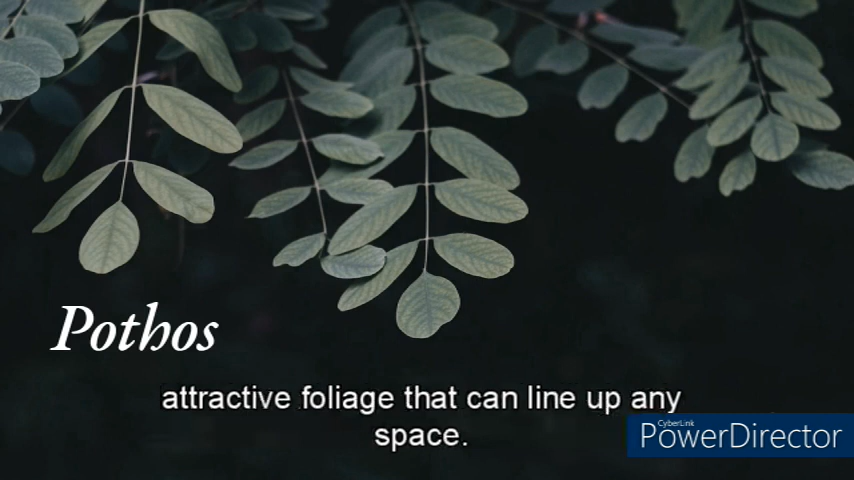 Pothos
attractive foliage that can line up any
space.
CyberLink
PowerDirector